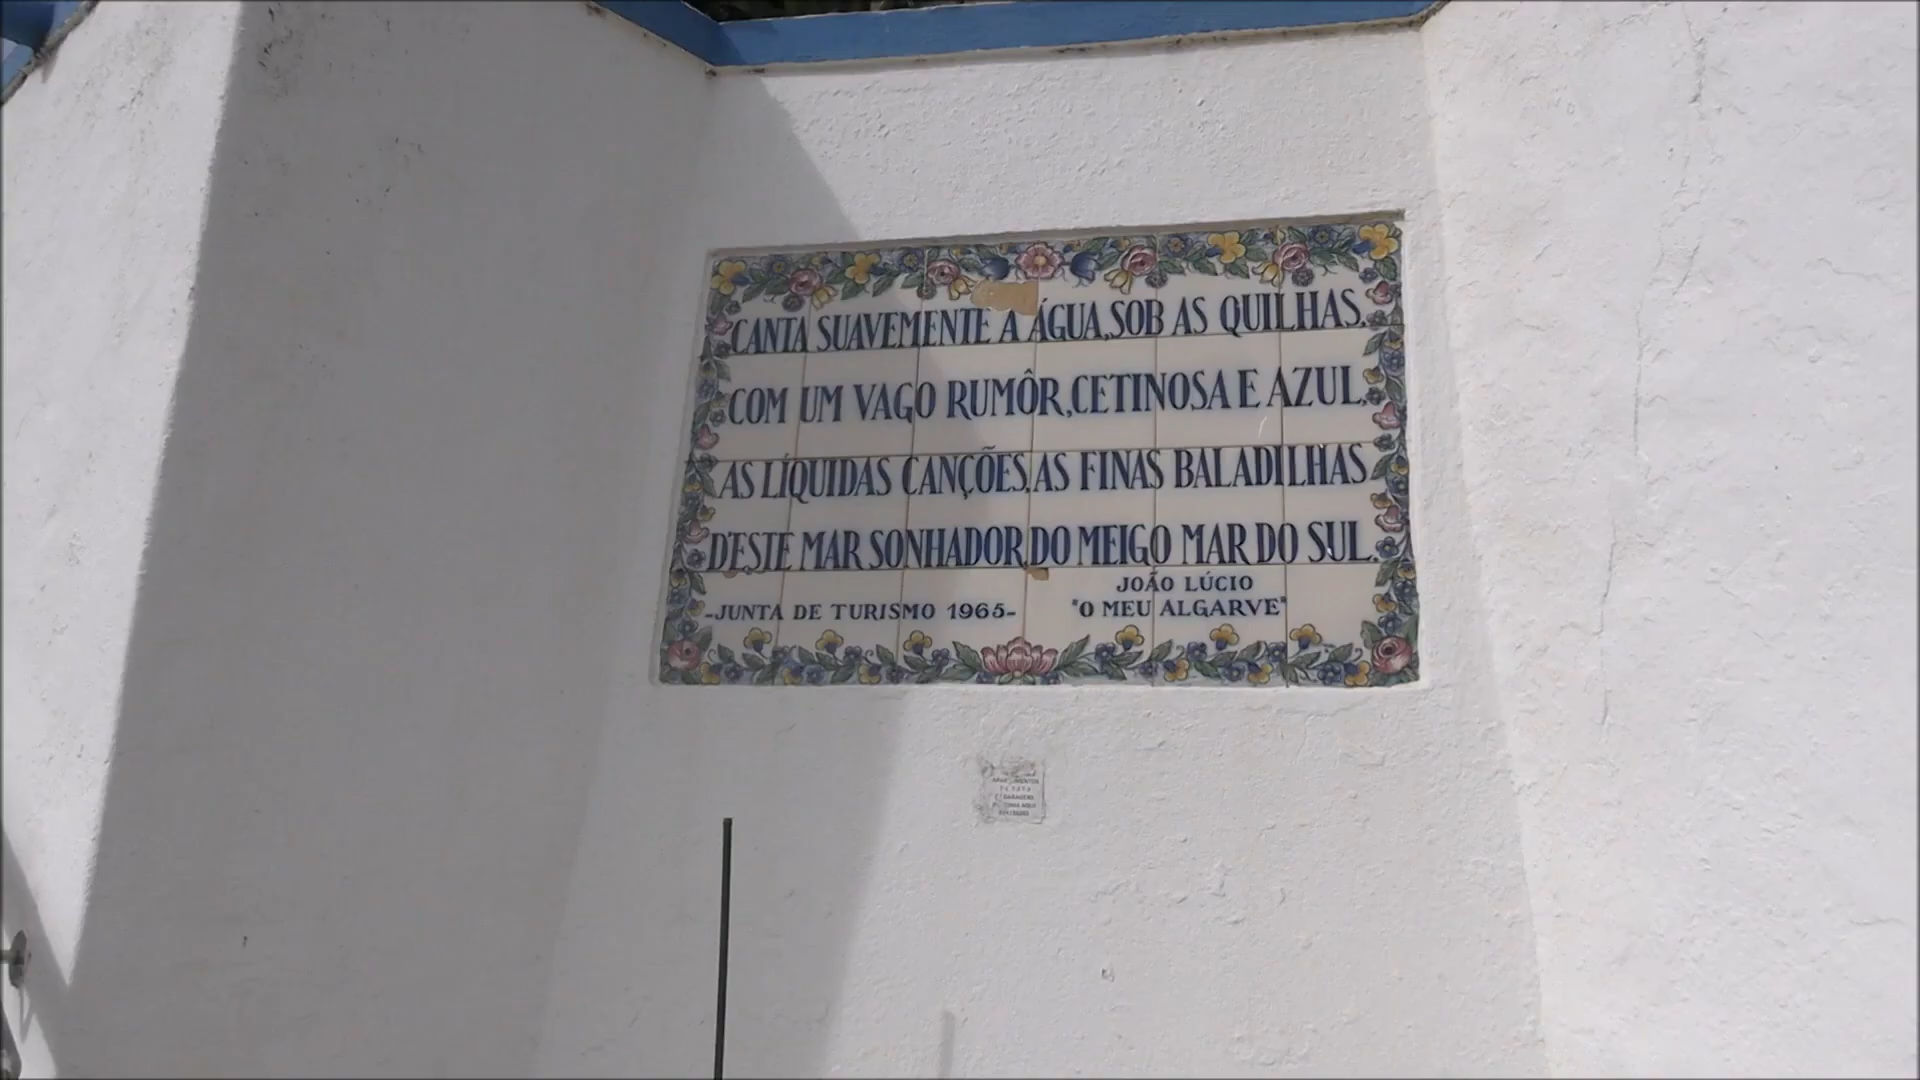 CANTA SUAVEMENTE A ÁGUA, SOB AS QUILHAS,
COM UM VAGO RUMÔR, CETINOSA E AZUL,
AS LÍQUIDAS CANÇÕES, AS FINAS BALADILHAS
D'ESTE MAR SONHADOR, DO MEIGO MAR DO SUL.
JOÃO LÚCIO
-JUNTA DE TURISMO 1965-
"O MEU ALGARVE"